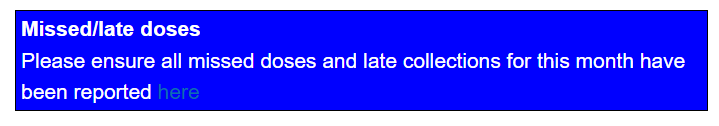 Missed/late doses
Please ensure all missed doses and late collections for this month have
been reported here